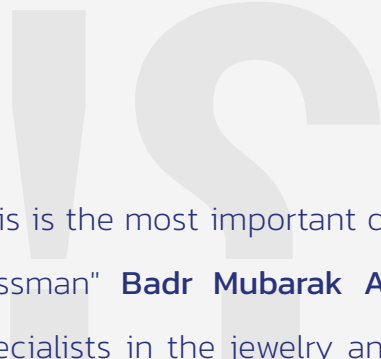 is is the most important
ssman" Badr Mubarak
ecialists in the jewelry